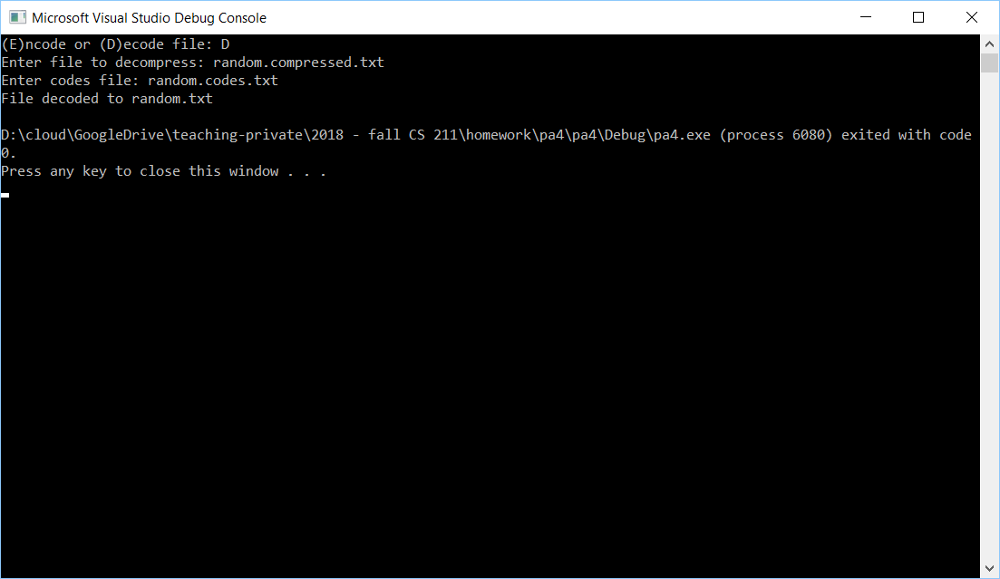 Microsoft Visual Studio Debug Console
(E)ncode or (D)ecode file: D
Enter file to decompress: random.compressed.txt
Enter codes file: random.codes.txt
File decoded to random.txt
D:\cloud\GoogleDrive\teaching-private\2018 - fall CS 211\homework\pa4\pa4\Debug\pa4.exe (process 6080) exited with code
0.
Press any key to close this window . . .